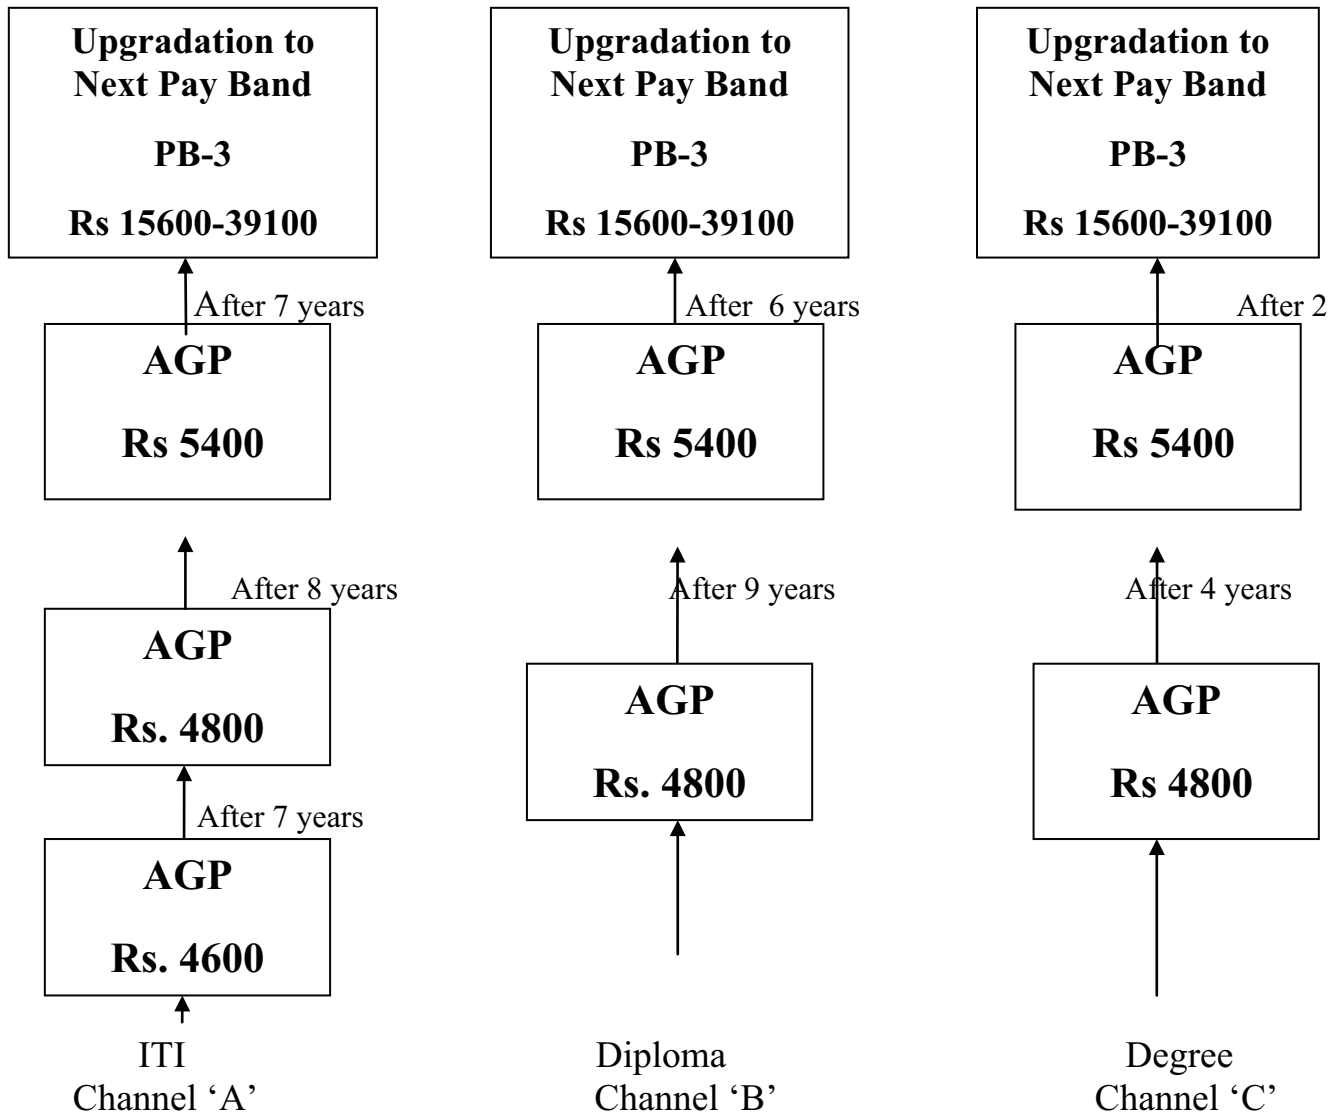 Upgradation to
Next Pay Band
PB-3
Rs 15600-39100
After 7 years
AGP
Rs 5400
After 8 years
AGP
Rs. 4800
After 7 years
AGP
Rs. 4600
ITI
Channel ‘A’
Upgradation to
Next Pay Band
PB-3
Rs 15600-39100
After 6 years
AGP
Rs 5400
After 9 years
AGP
Rs. 4800
Diploma
Channel ‘B’
Upgradation to
Next Pay Band
PB-3
Rs 15600-39100
After 2
AGP
Rs 5400
After 4 years
AGP
Rs 4800
Degree
Channel ‘C’